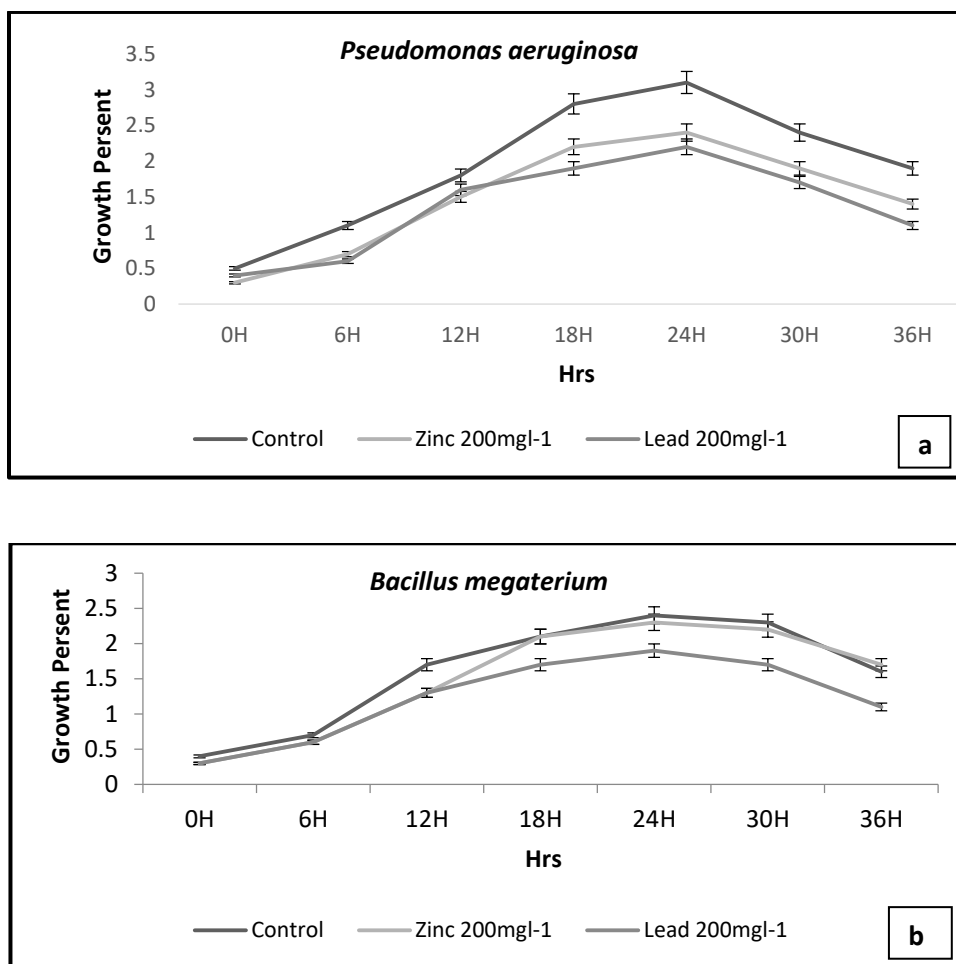 Pseudomonas aeruginosa
3.5
3
2.5
2
1.5
1
0.5
0
Growth Persent
0H 6H 12H 18H 24H 30H 36H
Hrs
Control Zinc 200mgl-1 Lead 200mgl-1
a
Bacillus megaterium
3
2.5
2
1.5
1
0.5
0
Growth Persent
0H 6H 12H 18H 24H 30H 36H
Hrs
Control Zinc 200mgl-1 Lead 200mgl-1
b